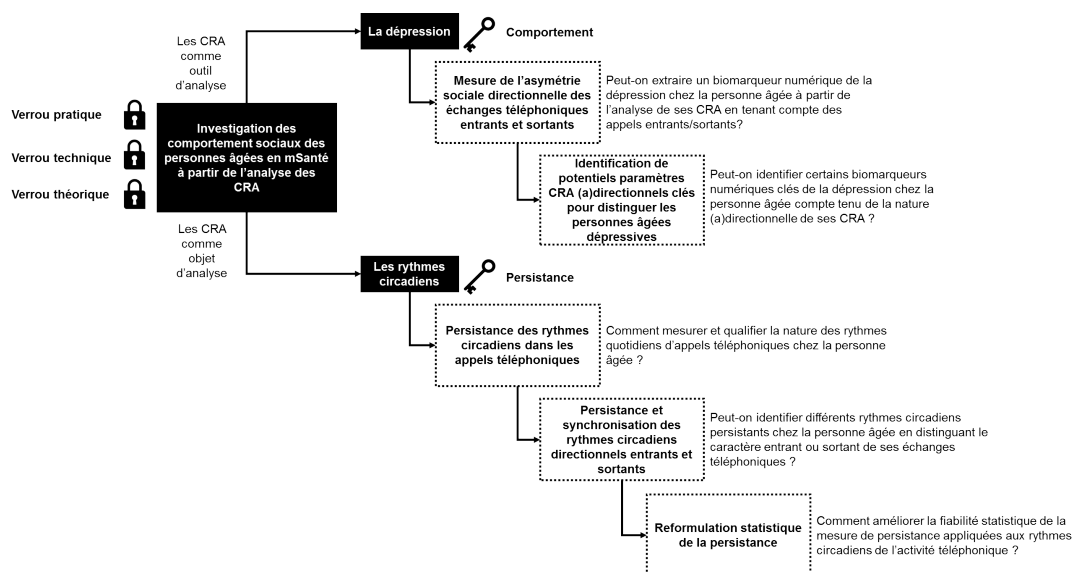 Les CRA
comme
outil
d'analyse
La dépression
Comportement
Mesure de l'asymétrie
sociale directionnelle des
échanges téléphoniques
entrants et sortants
Peut-on extraire un biomarqueur numérique de la
dépression chez la personne âgée à partir de
l'analyse de ses CRA en tenant compte des
appels entrants/sortants?
Verrou pratique
Verrou technique
Verrou théorique
Investigation des
comportement sociaux des
personnes âgées en mSanté
à partir de l'analyse des
CRA
Identification de
potentiels paramètres
CRA (a)directionnels clés
pour distinguer les
personnes âgées
dépressives
Peut-on identifier certains biomarqueurs
numériques clés de la dépression chez la
personne âgée compte tenu de la nature
(a)directionnelle de ses CRA ?
Les CRA
comme
objet
d'analyse
Les rythmes
circadiens
Persistance
Persistance des rythmes
circadiens dans les
appels téléphoniques
Comment mesurer et qualifier la nature des rythmes
quotidiens d'appels téléphoniques chez la personne
âgée ?
Persistance et
synchronisation des
rythmes circadiens
directionnels entrants et
sortants
Peut-on identifier différents rythmes circadiens
persistants chez la personne âgée en distinguant le
caractère entrant ou sortant de ses échanges
téléphoniques ?
Reformulation statistique
de la persistance
Comment améliorer la fiabilité statistique de la
mesure de persistance appliquées aux rythmes
circadiens de l'activité téléphonique ?